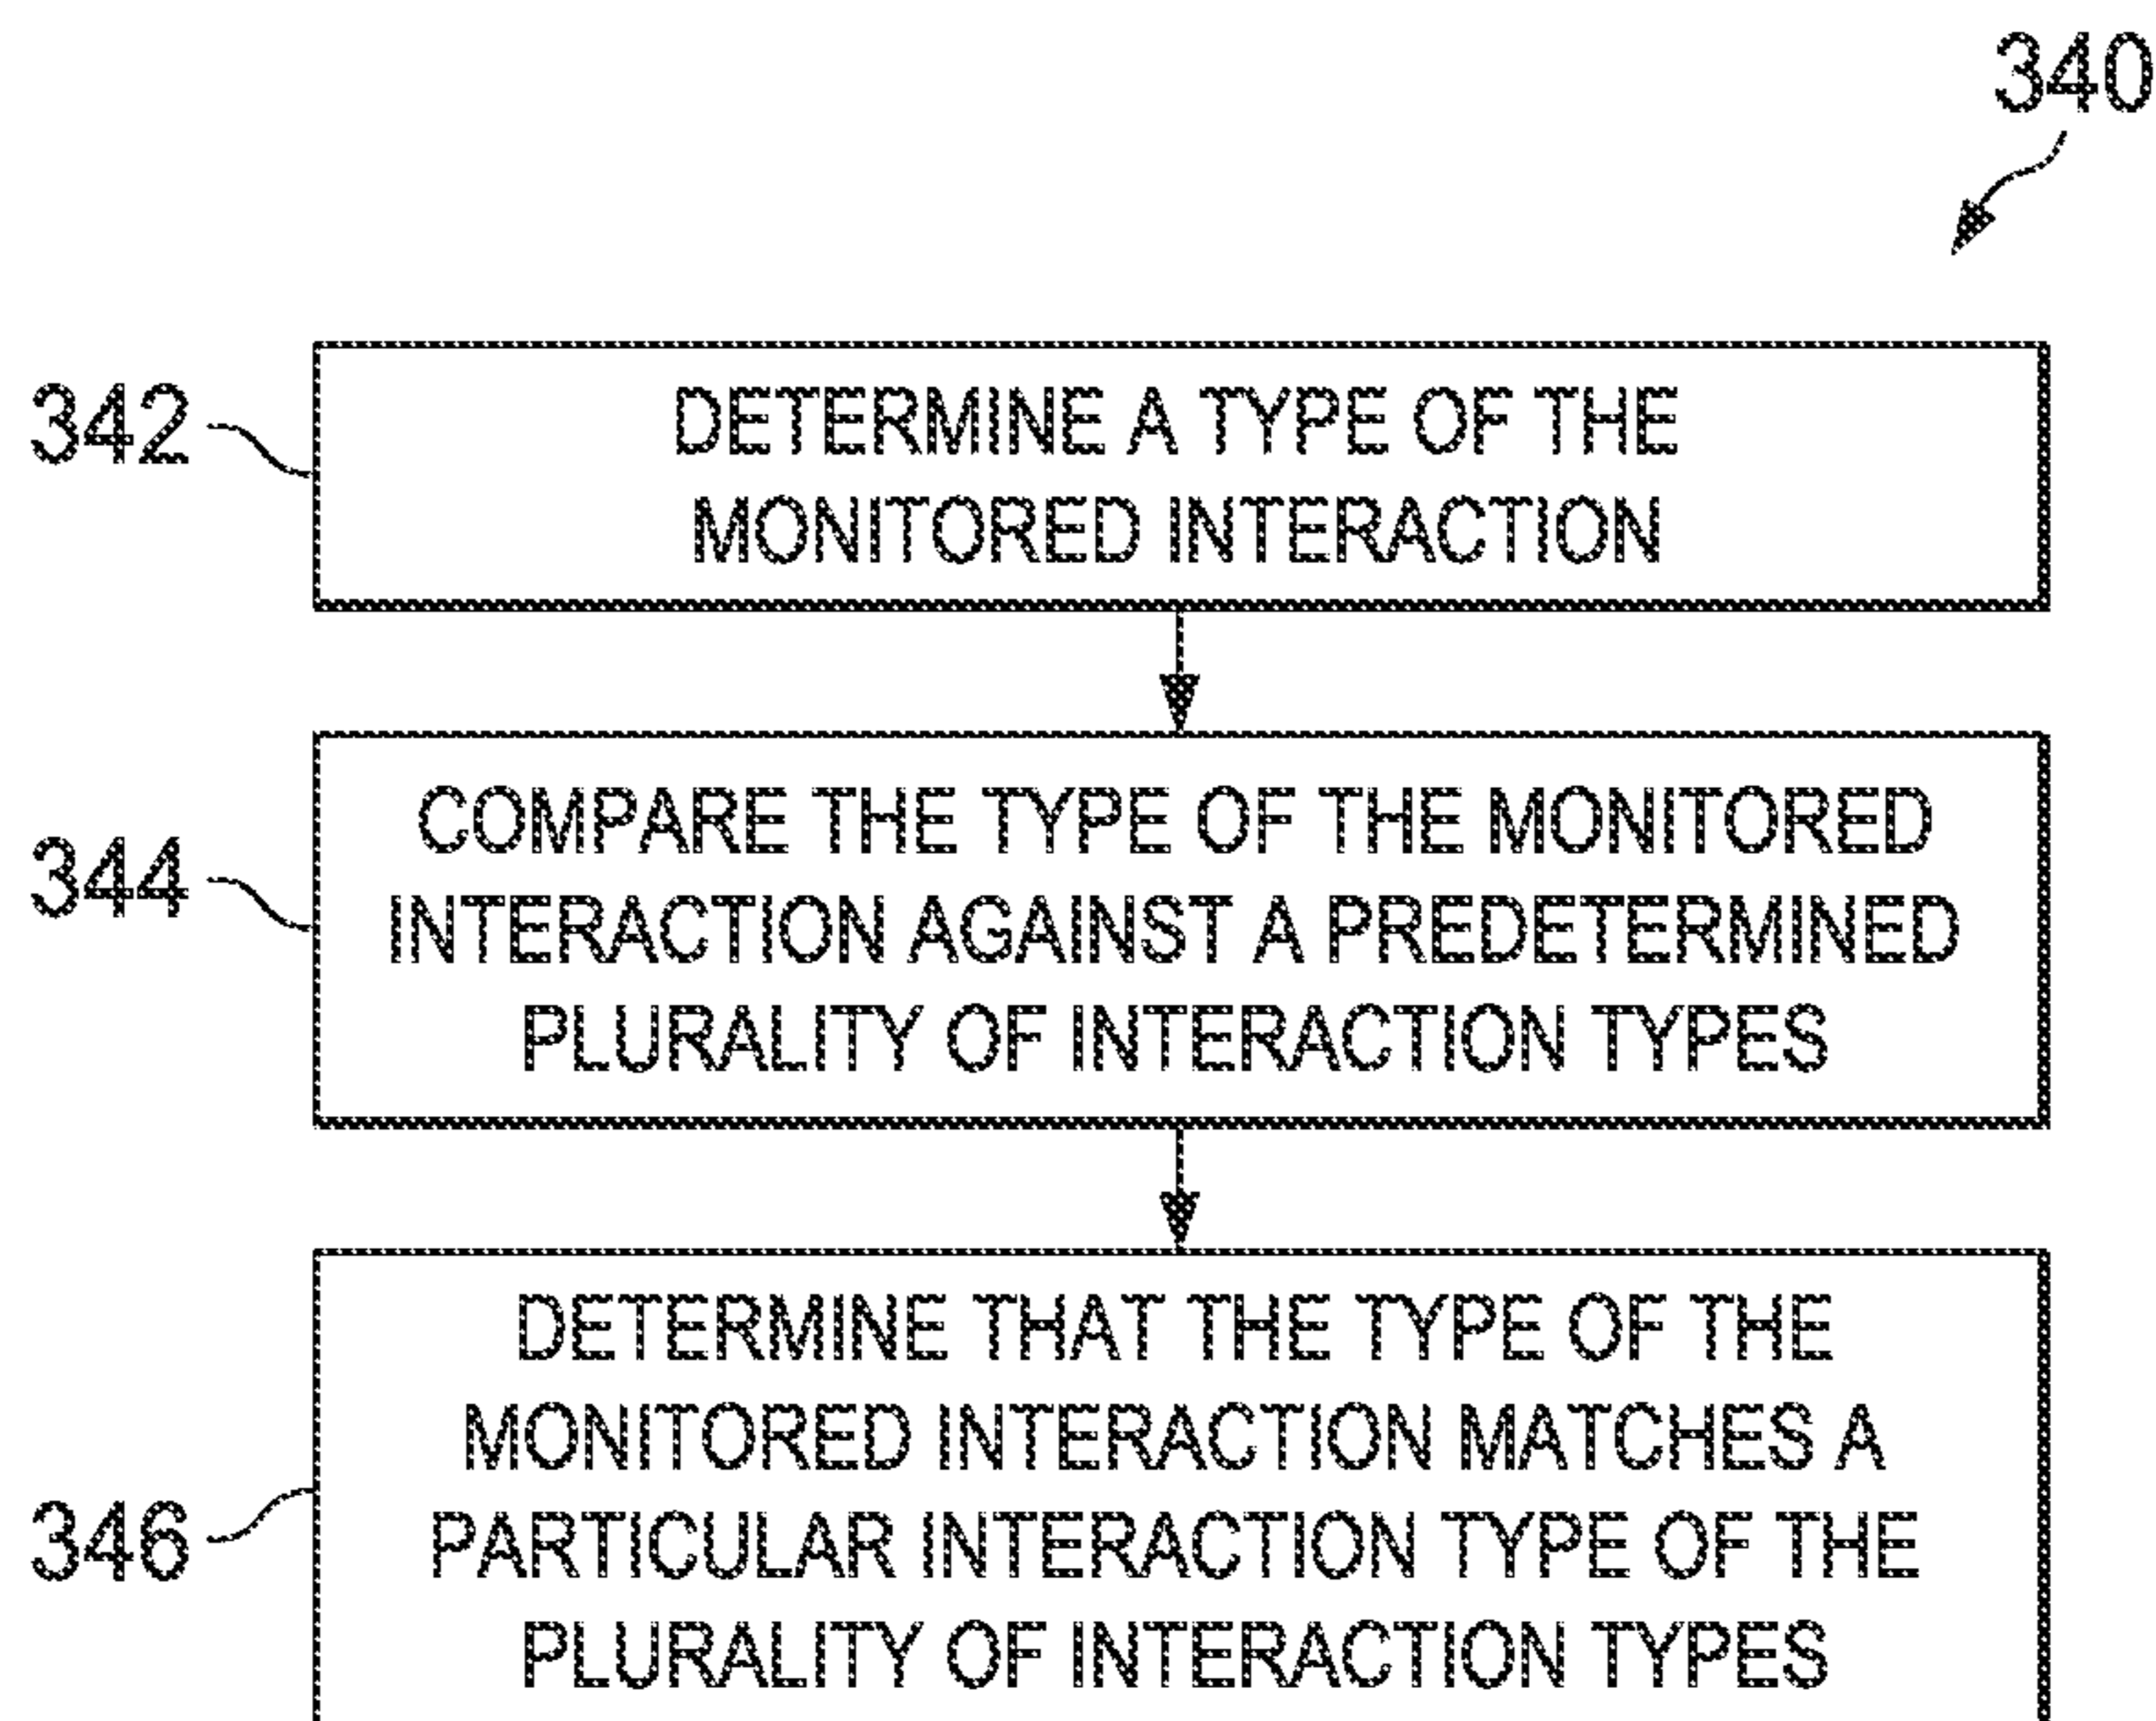 340
342
DETERMINE A TYPE OF THE
MONITORED INTERACTION
344
COMPARE THE TYPE OF THE MONITORED
INTERACTION AGAINST A PREDETERMINED
PLURALITY OF INTERACTION TYPES
346
DETERMINE THAT THE TYPE OF THE
MONITORED INTERACTION MATCHES A
PARTICULAR INTERACTION TYPE OF THE
PLURALITY OF INTERACTION TYPES